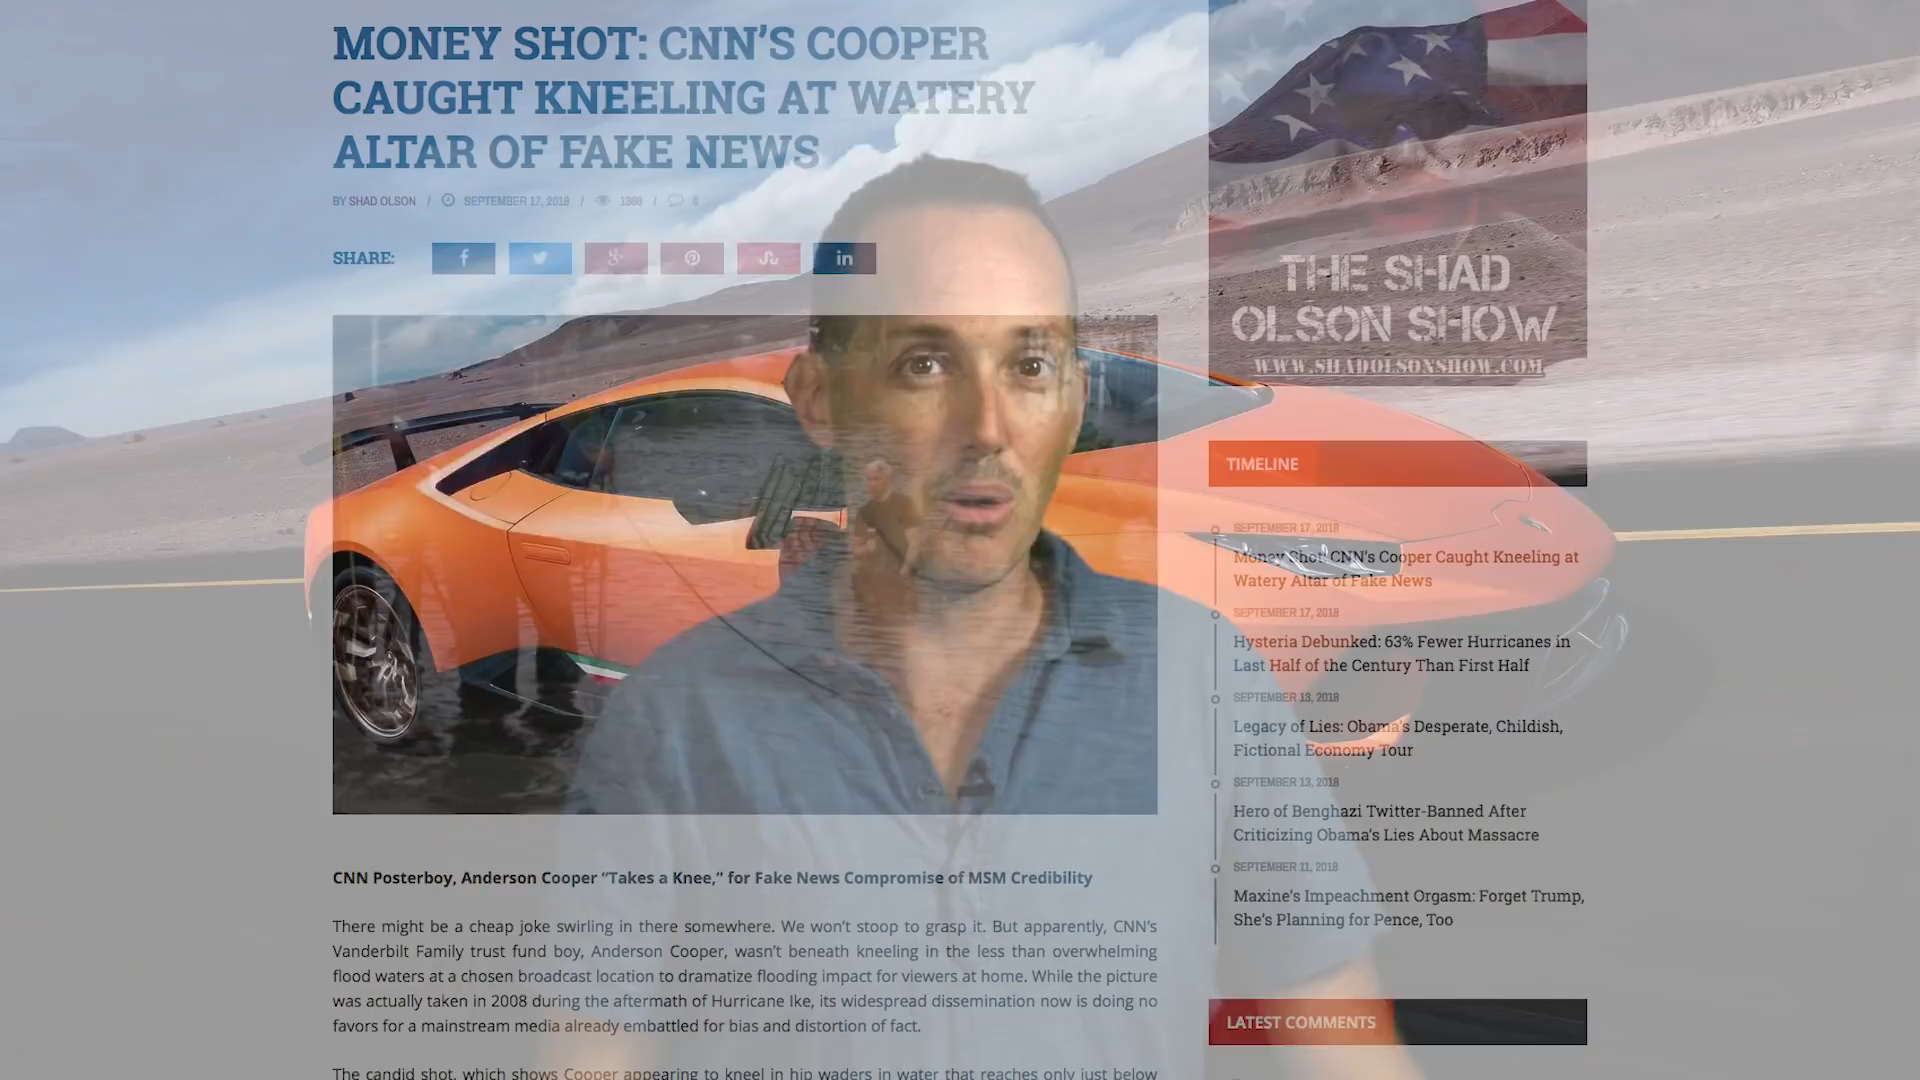 MONEY SHOT: CNN'S COOPER
CAUGHT KNEELING AT WATERY
ALTAR OF FAKE NEWS
BY SHAD OLSON / SEPTEMBER 17, 2018 / 1380 / 0
SHARE:
CNN Posterboy, Anderson Cooper “Takes a Knee,” for Fake News Compromise of MSM Credibility
There might be a cheap joke swirling in there somewhere. We won't stoop to grasp it. But apparently, CNN's
Vanderbilt Family trust fund boy, Anderson Cooper, wasn't beneath kneeling in the less than overwhelming
flood waters at a chosen broadcast location to dramatize flooding impact for viewers at home. While the picture
was actually taken in 2008 during the aftermath of Hurricane Ike, its widespread dissemination now is doing no
favors for a mainstream media already embattled for bias and distortion of fact.
The candid shot, which shows Cooper appearing to kneel in hip waders in water that reaches only just below
THE SHAD
OLSON SHOW
WWW.SHADOLSONSHOW.COM
TIMELINE
SEPTEMBER 17, 2018
Money Shot: CNN's Cooper Caught Kneeling at
Watery Altar of Fake News
SEPTEMBER 17, 2018
Hysteria Debunked: 63% Fewer Hurricanes in
Last Half of the Century Than First Half
SEPTEMBER 13, 2018
Legacy of Lies: Obama's Desperate, Childish,
Fictional Economy Tour
SEPTEMBER 13, 2018
Hero of Benghazi Twitter-Banned After
Criticizing Obama's Lies About Massacre
SEPTEMBER 11, 2018
Maxine's Impeachment Orgasm: Forget Trump,
She's Planning for Pence, Too
LATEST COMMENTS